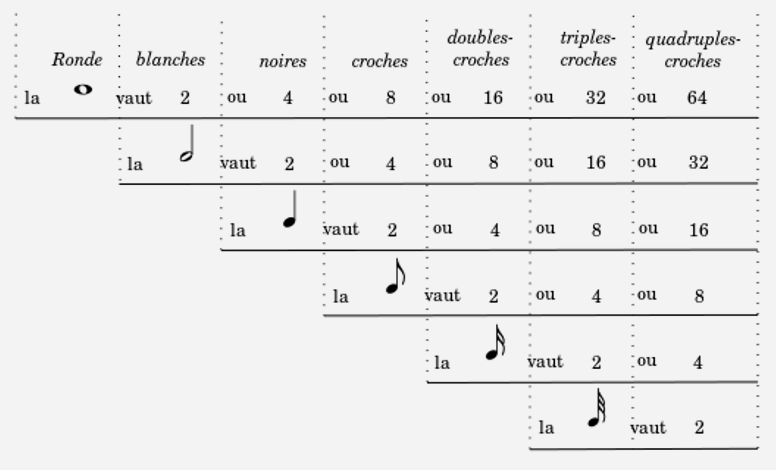 Ronde blanches noires croches doubles-croches triples-croches quadruples-croches
la vaut 2 ou 4 ou 8 ou 16 ou 32 ou 64
la vaut 2 ou 4 ou 8 ou 16 ou 32
la vaut 2 ou 4 ou 8 ou 16
la vaut 2 ou 4 ou 8
la vaut 2 ou 4
la vaut 2